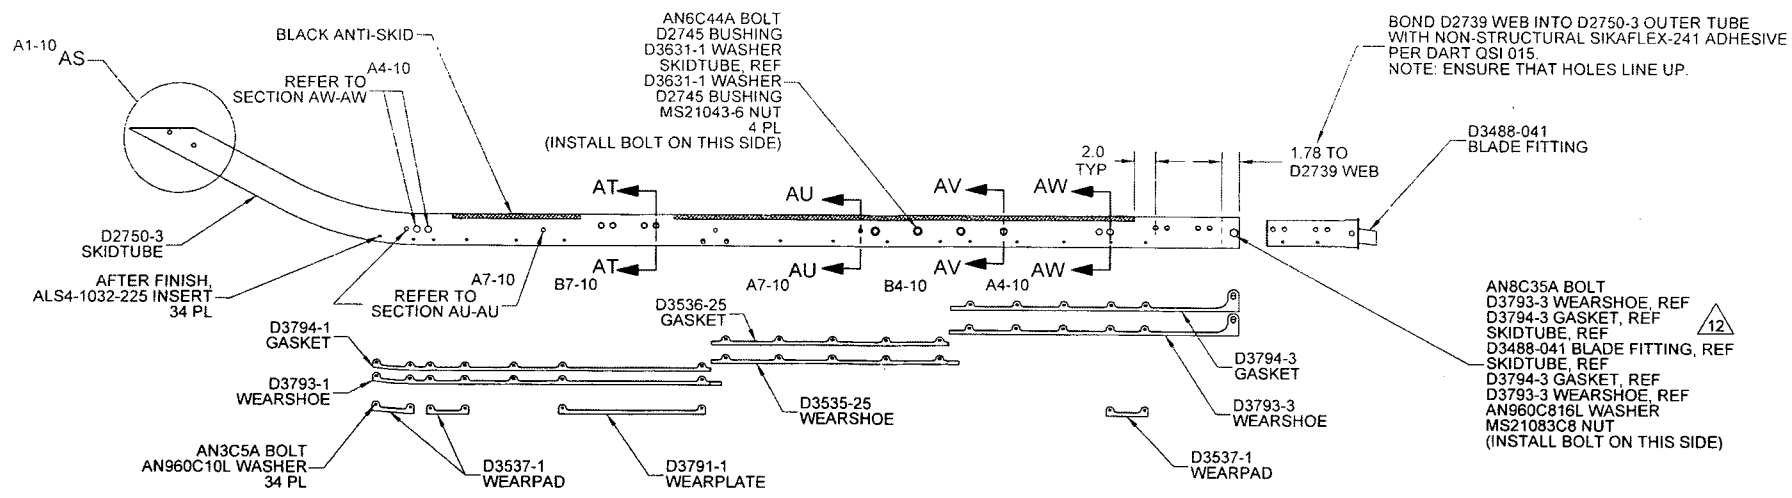 A1-10
AS
BLACK ANTI-SKID
A4-10
REFER TO
SECTION AW-AW
AN6C44A BOLT
D2745 BUSHING
D3631-1 WASHER
SKIDTUBE, REF
D3631-1 WASHER
D2745 BUSHING
MS21043-6 NUT
4 PL
(INSTALL BOLT ON THIS SIDE)
BOND D2739 WEB INTO D2750-3 OUTER TUBE
WITH NON-STRUCTURAL SIKAFLEX-241 ADHESIVE
PER DART QSI 015.
NOTE: ENSURE THAT HOLES LINE UP.
2.0
TYP
1.78 TO
D2739 WEB
D3488-041
BLADE FITTING
AT
AU
AV
AW
D2750-3
SKIDTUBE
AFTER FINISH,
ALS4-1032-225 INSERT
34 PL
REFER TO
SECTION AU-AU
A7-10
AT
B7-10
AU
A7-10
AV
B4-10
AW
A4-10
D3794-1
GASKET
D3793-1
WEARSHOE
AN3C5A BOLT
AN960C10L WASHER
34 PL
D3537-1
WEARPAD
D3791-1
WEARPLATE
D3536-25
GASKET
D3535-25
WEARSHOE
D3794-3
GASKET
D3793-3
WEARSHOE
D3537-1
WEARPAD
AN8C35A BOLT
D3793-3 WEARSHOE, REF
D3794-3 GASKET, REF
SKIDTUBE, REF
D3488-041 BLADE FITTING, REF
SKIDTUBE, REF
D3794-3 GASKET, REF
D3793-3 WEARSHOE, REF
AN960C816L WASHER
MS21083C8 NUT
(INSTALL BOLT ON THIS SIDE)
12